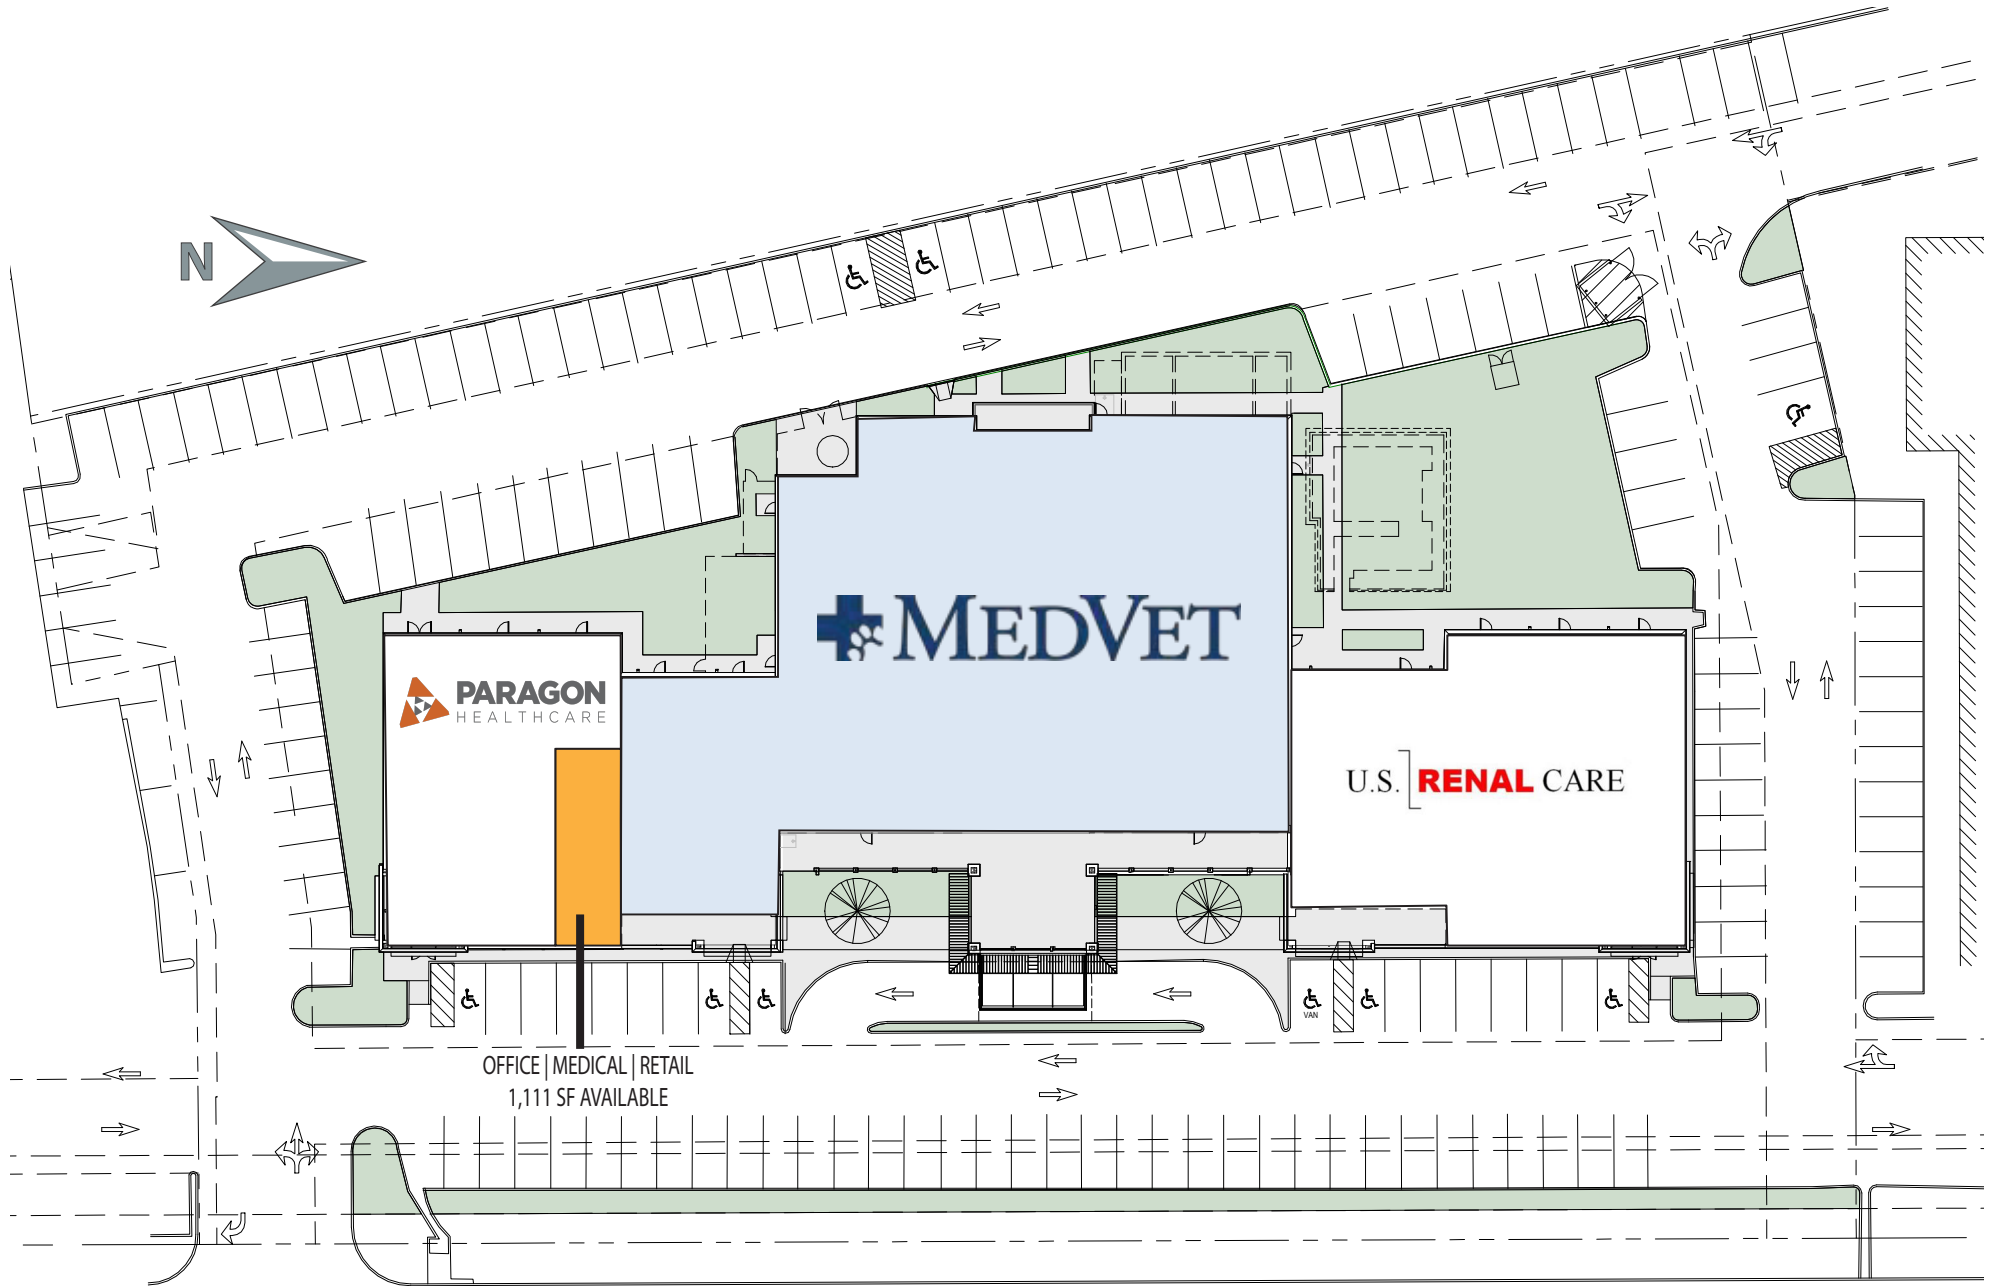 N
MEDVET
PARAGON
HEALTHCARE
U.S. RENAL CARE
VAN
OFFICE | MEDICAL | RETAIL
1,111 SF AVAILABLE